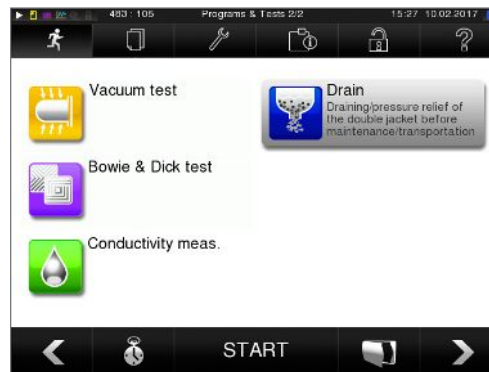 483 : 105 Programs & Tests 2/2 15:27 10.02.2017
Vacuum test
Drain
Draining/pressure relief of
the double jacket before
maintenance/transportation
Bowie & Dick test
Conductivity meas.
START